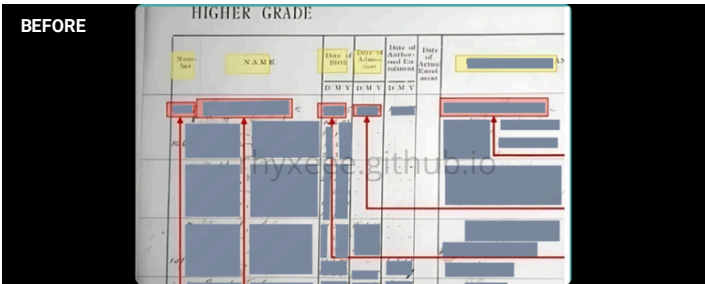 BEFORE
HIGHER GRADE
Num-
ber
NAME
Date of
Birth
Date of
Admis-
sion
Date of
Author-
ised En-
rolment
Date
of
Actual
Enrol
ment
D M Y
D M Y
D M Y
rhyxeee.github.io